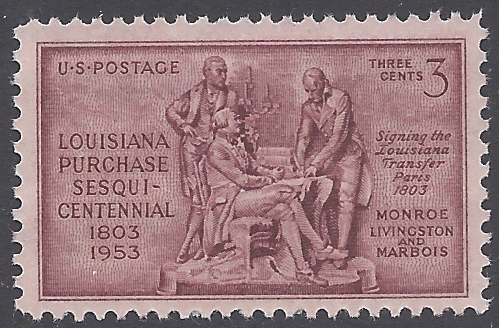 U·S·POSTAGE
THREE CENTS 3
LOUISIANA
PURCHASE
SESQUI-
CENTENNIAL
1803
1953
Signing the
Louisiana
Transfer
Paris
1803
MONROE
LIVINGSTON
AND
MARBOIS